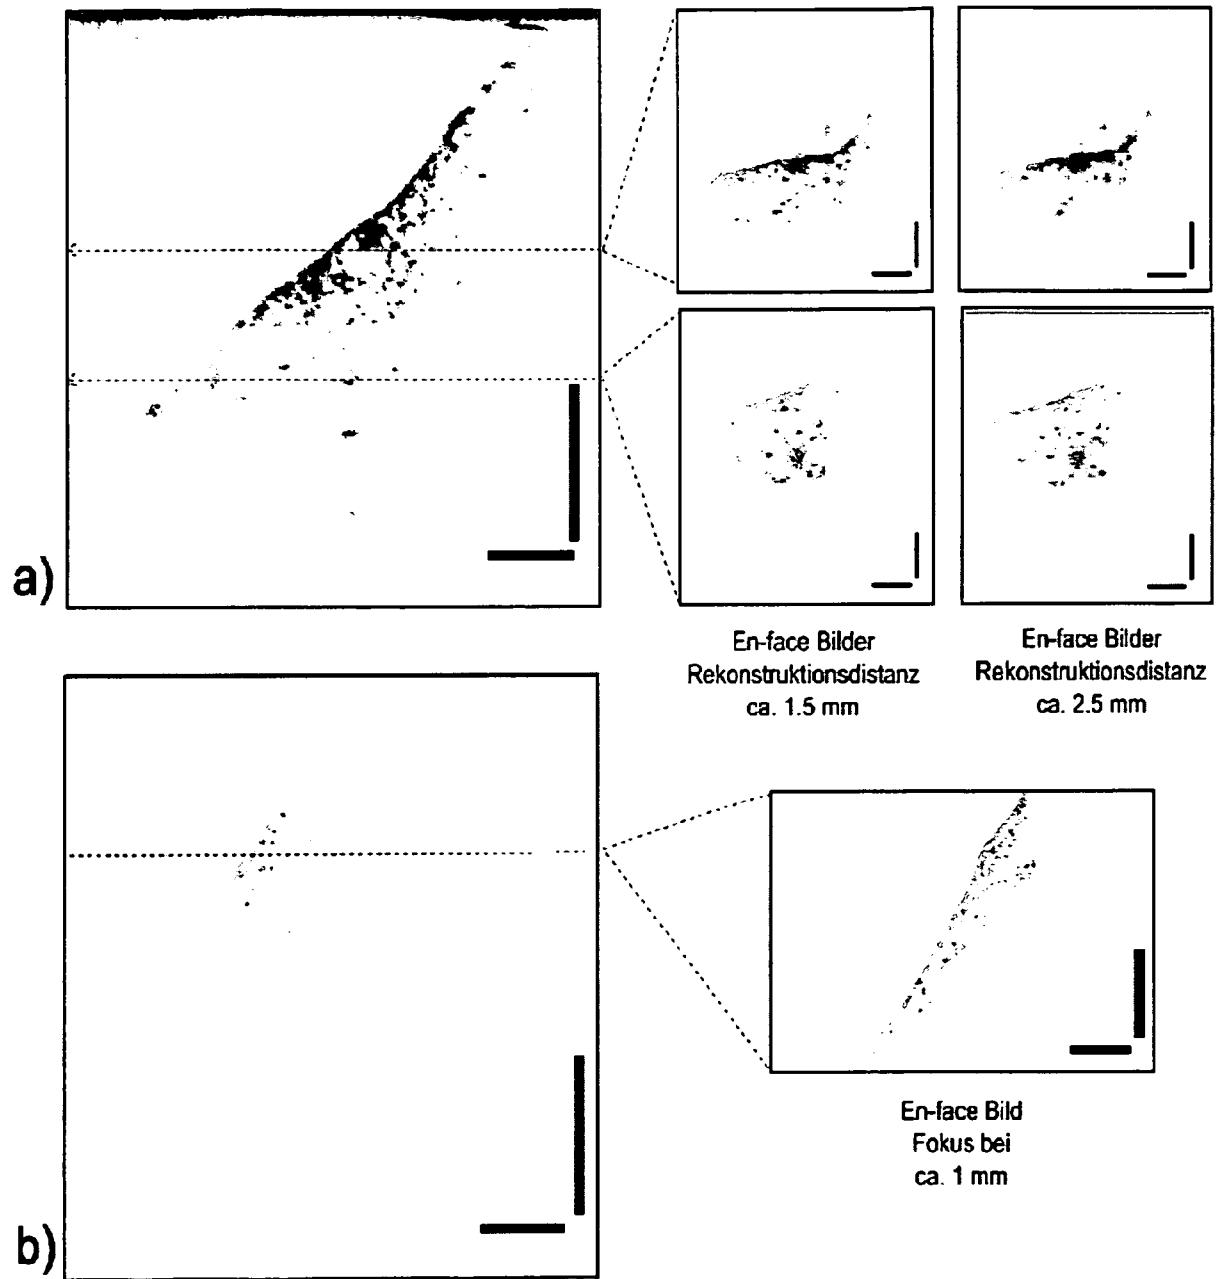 a)
En-face Bilder
Rekonstruktionsdistanz
ca. 1.5 mm
En-face Bilder
Rekonstruktionsdistanz
ca. 2.5 mm
b)
En-face Bild
Fokus bei
ca. 1 mm